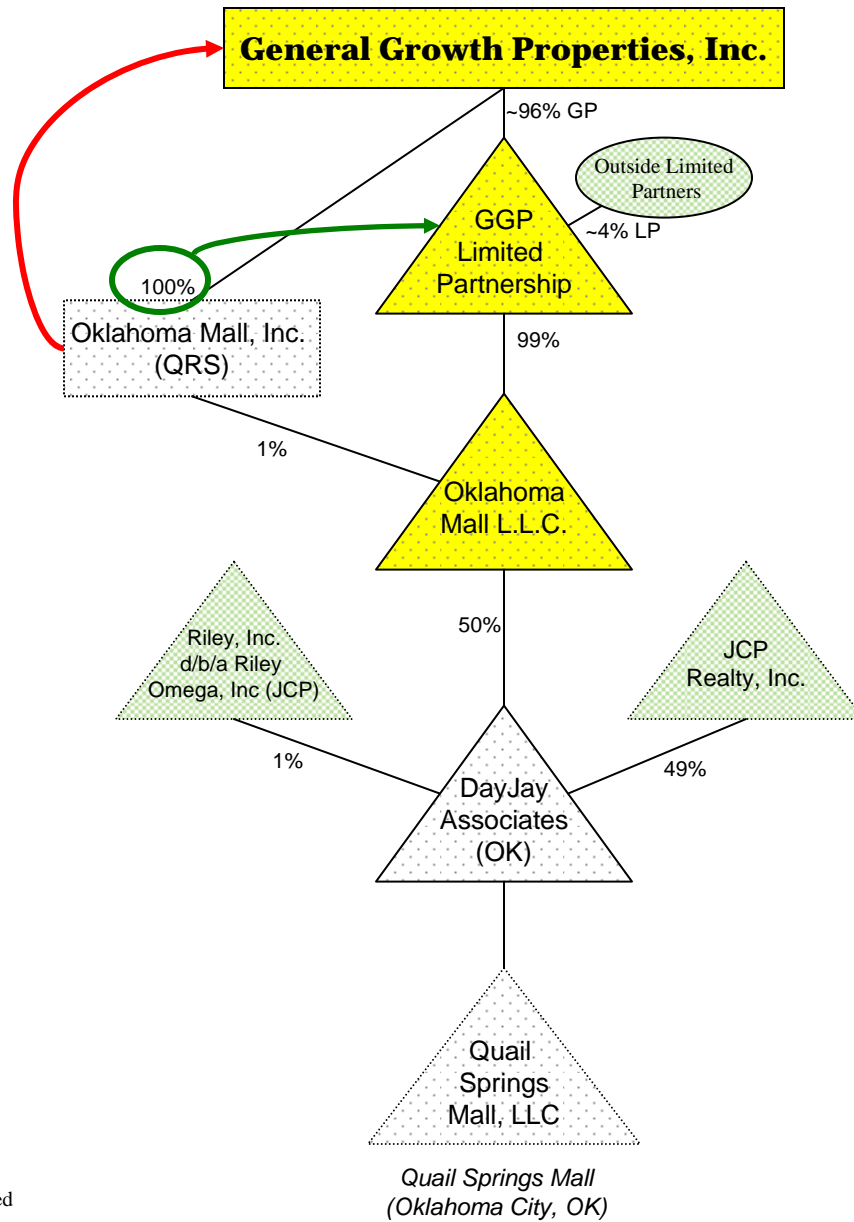 General Growth Properties, Inc.
~96% GP
Outside Limited
Partners
GGP
Limited
Partnership
~4% LP
100%
Oklahoma Mall, Inc.
(QRS)
99%
1%
Oklahoma
Mall L.L.C.
50%
Riley, Inc.
d/b/a Riley
Omega, Inc (JCP)
JCP
Realty, Inc.
1%
49%
DayJay
Associates
(OK)
Quail
Springs
Mall, LLC
Quail Springs Mall
(Oklahoma City, OK)
ed